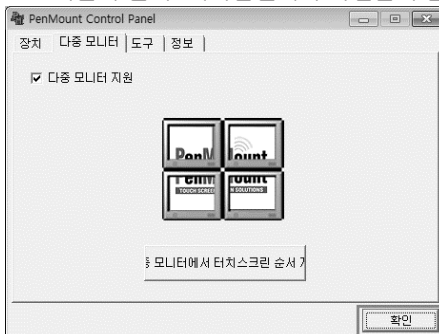 PenMount Control Panel
장치 다중 모니터 도구 정보
다중 모니터 지원
PenMount
PenMount
TOUCH SCREEN SOLUTIONS
모니터에서 터치스크린 순서
확인